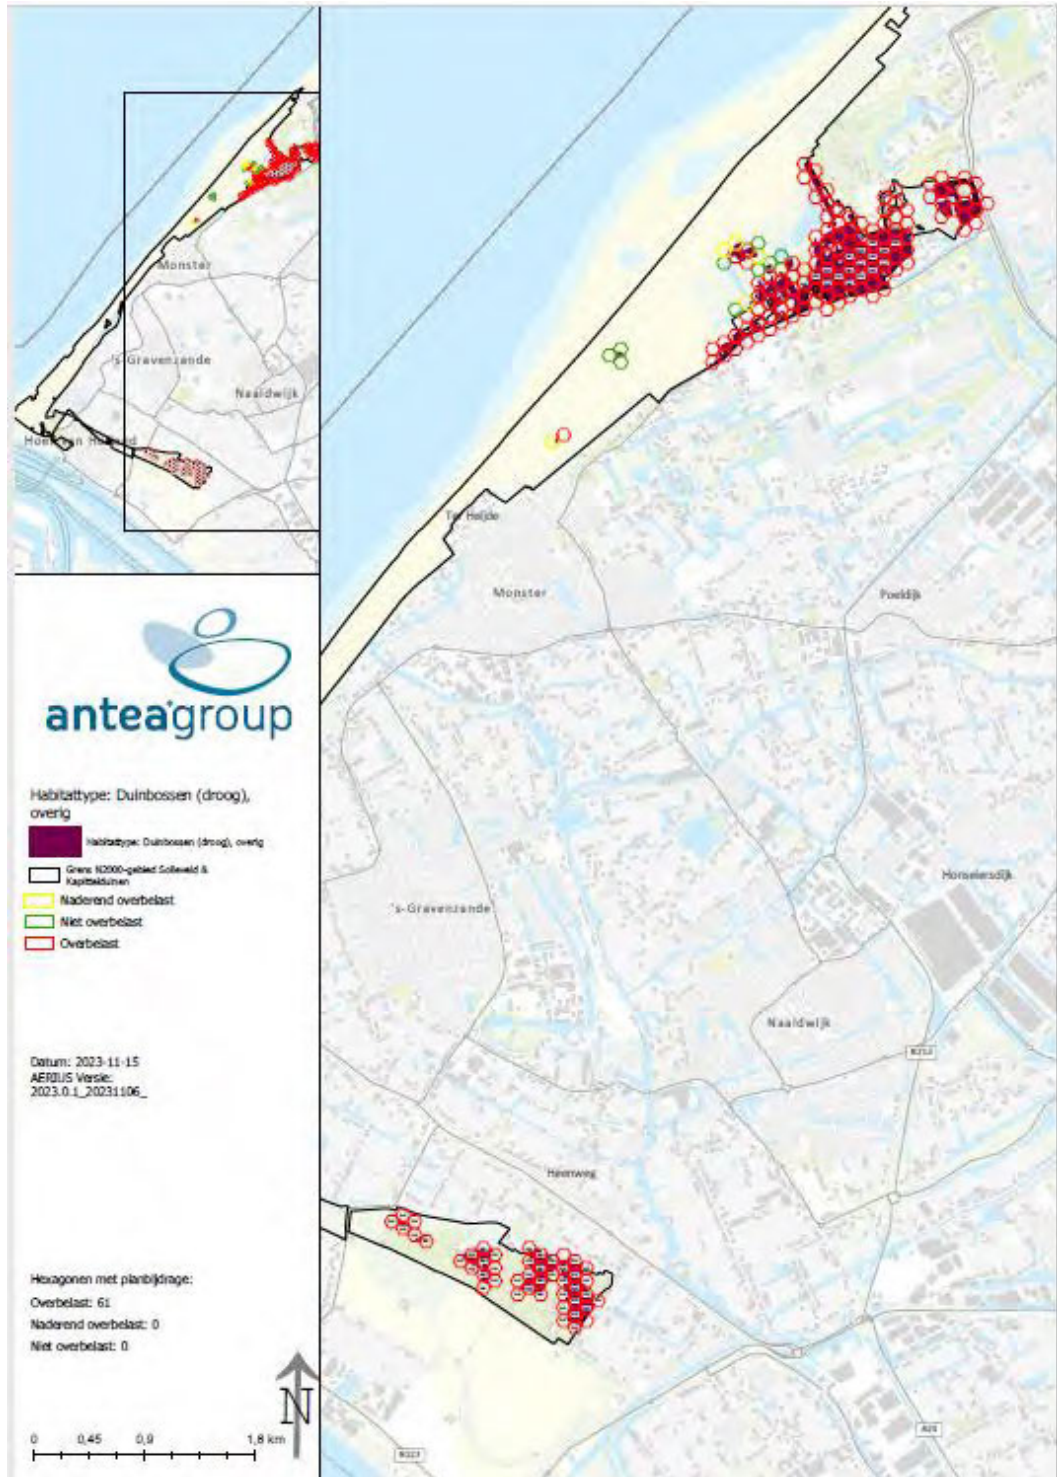 Monster
's-Gravenzande
Naaldwijk
Hoek van Holland
antea group
Habitattype: Duinbossen (droog),
overig
Habitattype: Duinbossen (droog), overig
Grens N2000-gebied Solleveld &
Kapittelduinen
Naderend overbelast
Niet overbelast
Overbelast
Datum: 2023-11-15
AERIUS Versie:
2023.0.1_20231106_
Hexagonen met planbijdrage:
Overbelast: 61
Naderend overbelast: 0
Niet overbelast: 0
N
0 0,45 0,9 1,8 km
Ter Heijde
Monster
Poeldijk
Honselersdijk
's-Gravenzande
Naaldwijk
Heenweg